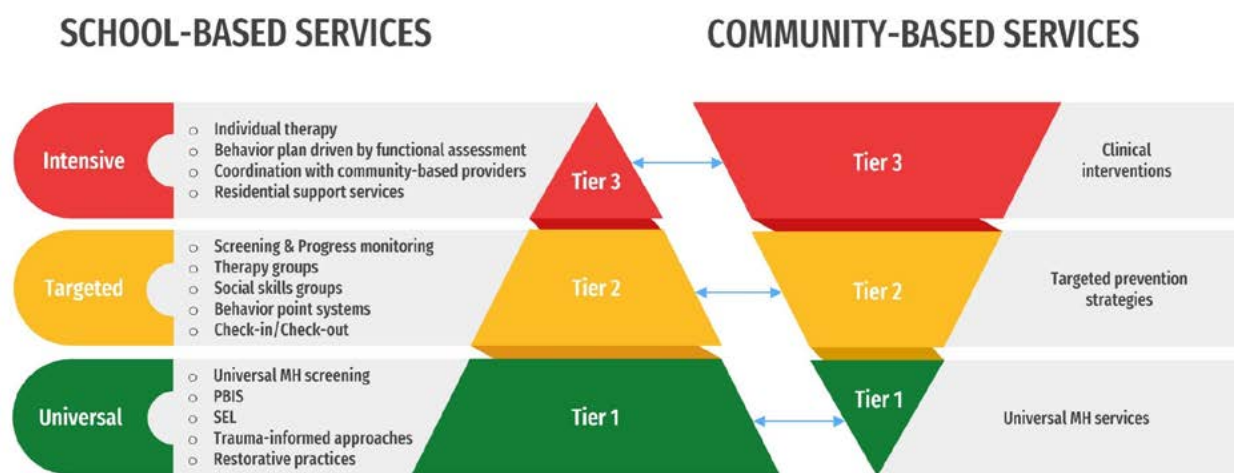 SCHOOL-BASED SERVICES
COMMUNITY-BASED SERVICES
Intensive
○ Individual therapy
○ Behavior plan driven by functional assessment
○ Coordination with community-based providers
○ Residential support services
Tier 3
Tier 3
Clinical
interventions
Targeted
○ Screening & Progress monitoring
○ Therapy groups
○ Social skills groups
○ Behavior point systems
○ Check-in/Check-out
Tier 2
Tier 2
Targeted prevention
strategies
Universal
○ Universal MH screening
○ PBIS
○ SEL
○ Trauma-informed approaches
○ Restorative practices
Tier 1
Tier 1
Universal MH services